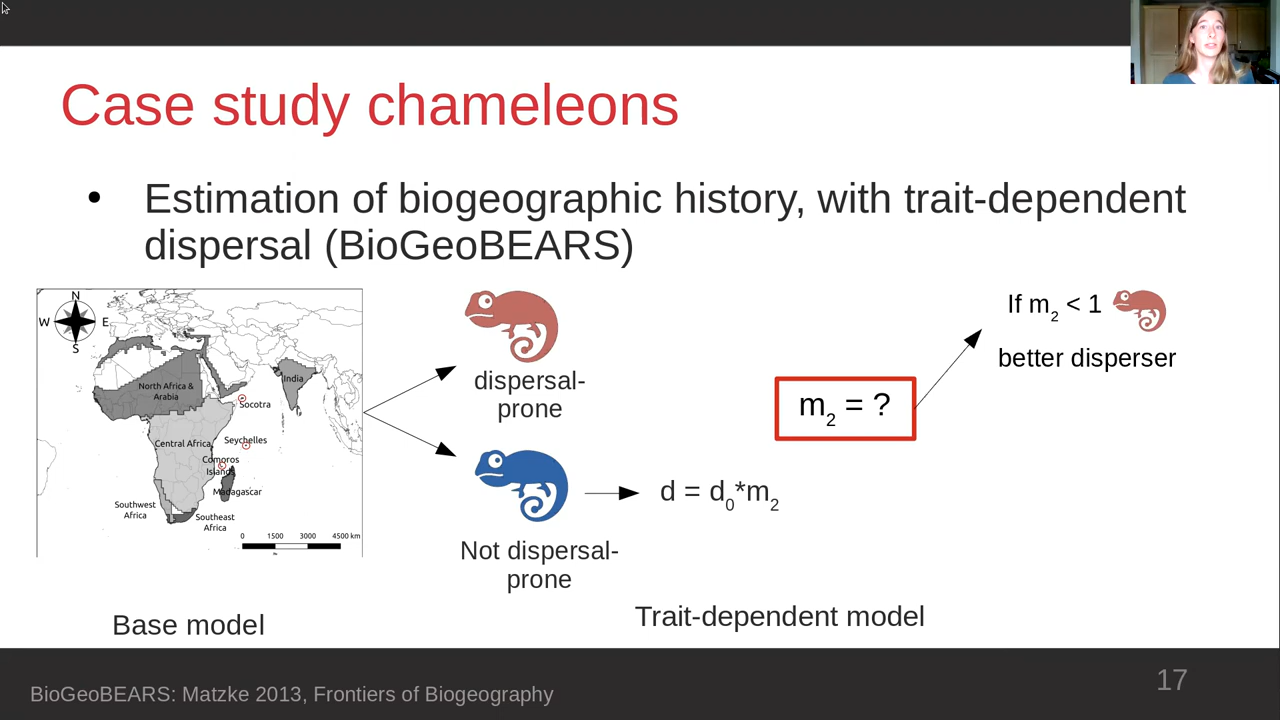 Case study chameleons
• Estimation of biogeographic history, with trait-dependent
dispersal (BioGeoBEARS)
N
W E
S
North Africa &
Arabia
India
Socotra
Central Africa
Seychelles
Comoros
Islands
Madagascar
Southwest
Africa
Southeast
Africa
0 1500 3000 4500 km
dispersal-
prone
Not dispersal-
prone
d = d0*m2
m2 = ?
If m2 < 1
better disperser
Base model
Trait-dependent model
BioGeoBEARS: Matzke 2013, Frontiers of Biogeography
17